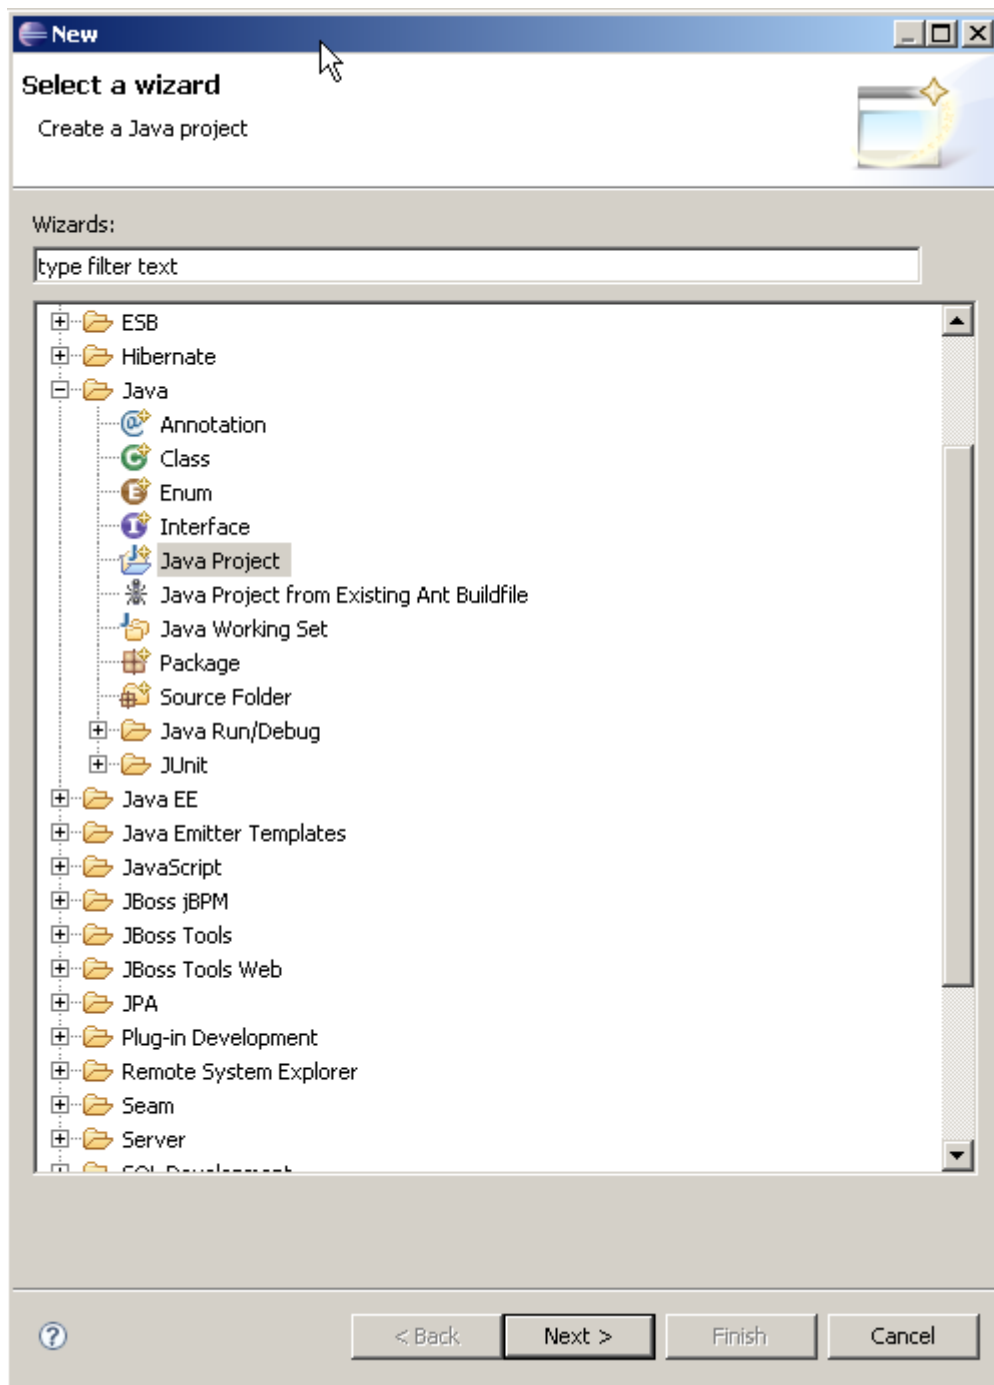 New
Select a wizard
Create a Java project
Wizards:
type filter text
ESB
Hibernate
Java
Annotation
Class
Enum
Interface
Java Project
Java Project from Existing Ant Buildfile
Java Working Set
Package
Source Folder
Java Run/Debug
JUnit
Java EE
Java Emitter Templates
JavaScript
JBoss jBPM
JBoss Tools
JBoss Tools Web
JPA
Plug-in Development
Remote System Explorer
Seam
Server
SQL Development
< Back Next > Finish Cancel